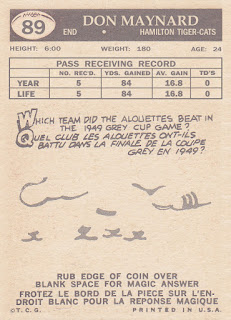 89
DON MAYNARD
END • HAMILTON TIGER-CATS
HEIGHT: 6:00 WEIGHT: 180 AGE: 24
PASS RECEIVING RECORD
NO. REC'D. YDS. GAINED AV. GAIN TD'S
YEAR 5 84 16.8 0
LIFE 5 84 16.8 0
WHICH TEAM DID THE ALOUETTES BEAT IN
THE 1949 GREY CUP GAME?
QUEL CLUB LES ALOUETTES ONT-ILS
BATTU DANS LA FINALE DE LA COUPE
GREY EN 1949?
RUB EDGE OF COIN OVER
BLANK SPACE FOR MAGIC ANSWER
FROTEZ LE BORD DE LA PIECE SUR L'EN-
DROIT BLANC POUR LA REPONSE MAGIQUE
©T.C.G. PRINTED IN U.S.A.